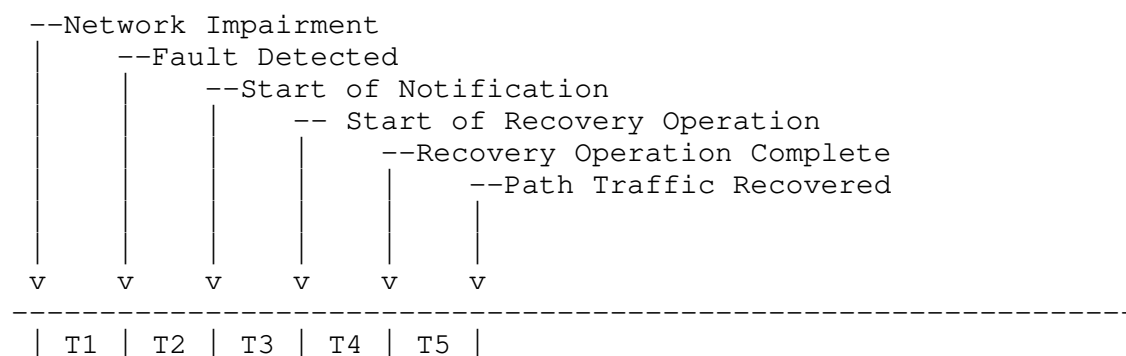 --Network Impairment
| --Fault Detected
| | --Start of Notification
| | | -- Start of Recovery Operation
| | | | --Recovery Operation Complete
| | | | | --Path Traffic Recovered
| | | | | |
| | | | | |
v v v v v v
-----------------------------------------------------------------
| T1 | T2 | T3 | T4 | T5 |